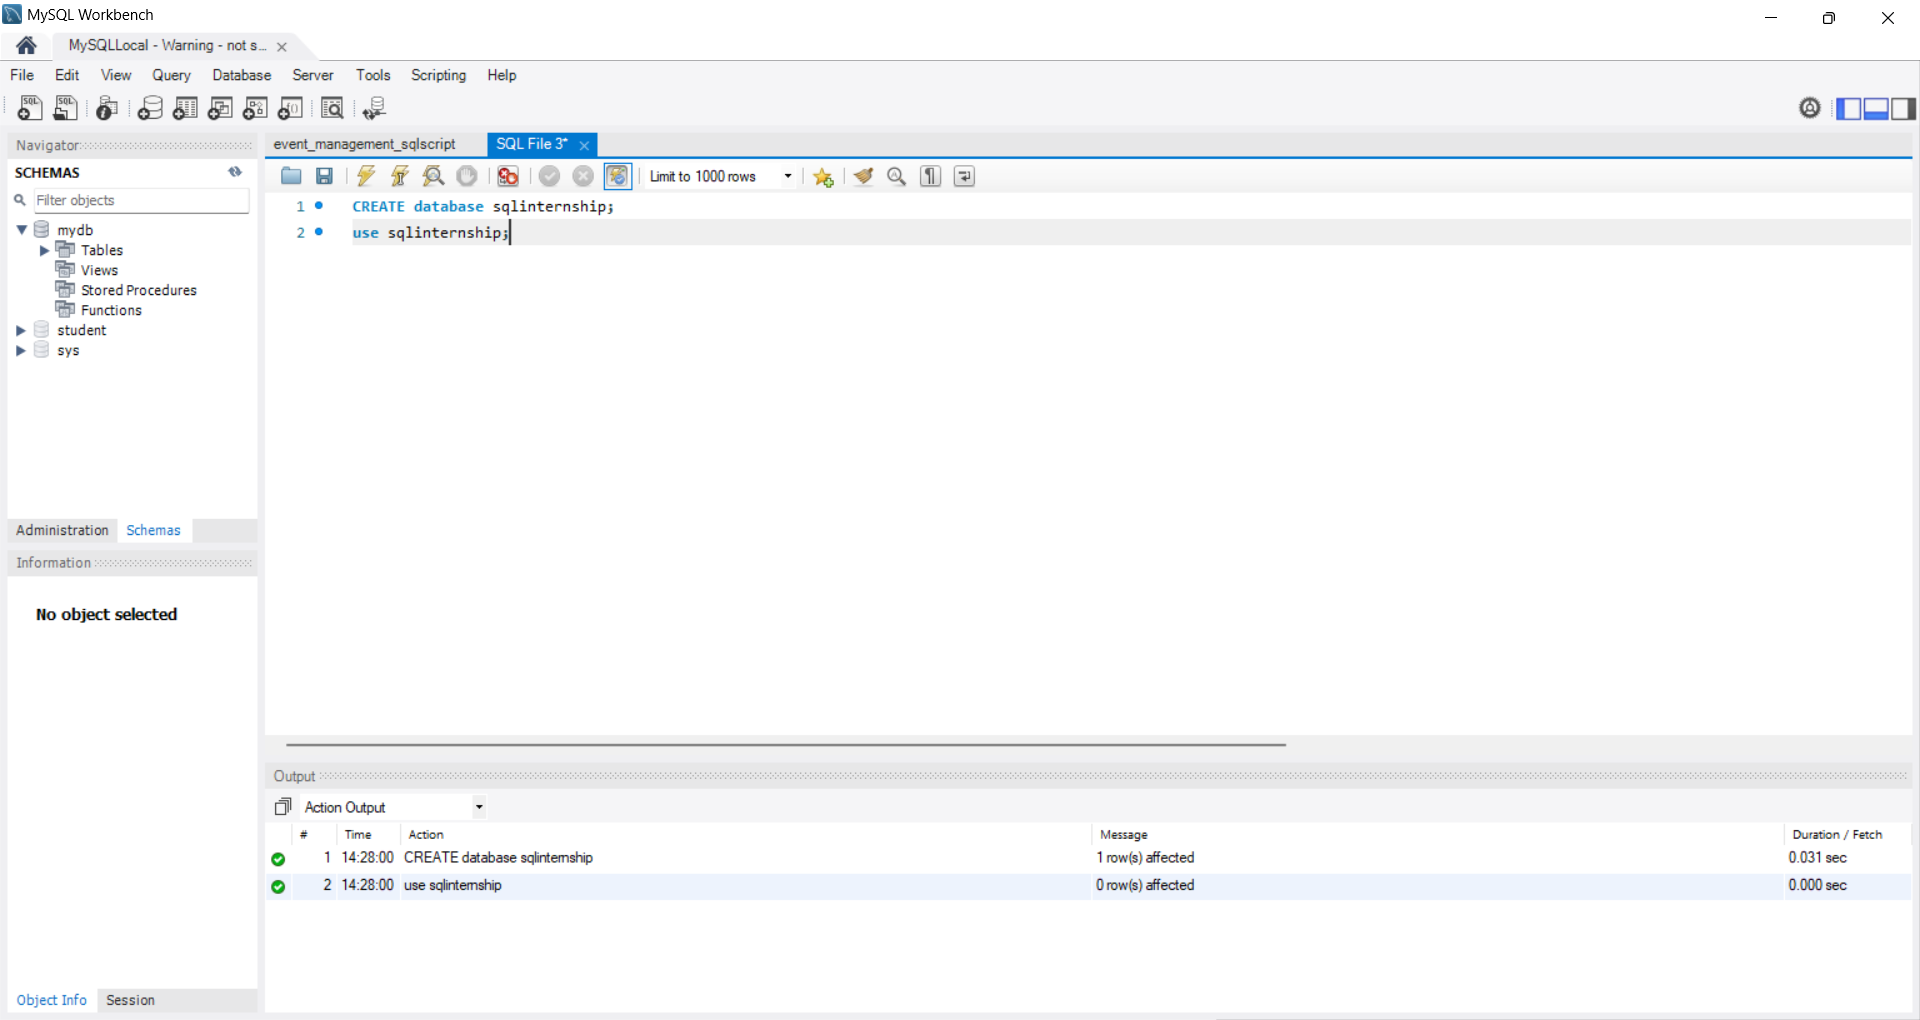 MySQL Workbench
MySQLLocal - Warning - not s...
File Edit View Query Database Server Tools Scripting Help
Navigator
SCHEMAS
Filter objects
mydb
Tables
Views
Stored Procedures
Functions
student
sys
Administration Schemas
Information
No object selected
Object Info Session
event_management_sqlscript SQL File 3*
Limit to 1000 rows
1 CREATE database sqlinternship;
2 use sqlinternship;
Output
Action Output
# Time Action Message Duration / Fetch
1 14:28:00 CREATE database sqlinternship 1 row(s) affected 0.031 sec
2 14:28:00 use sqlinternship 0 row(s) affected 0.000 sec